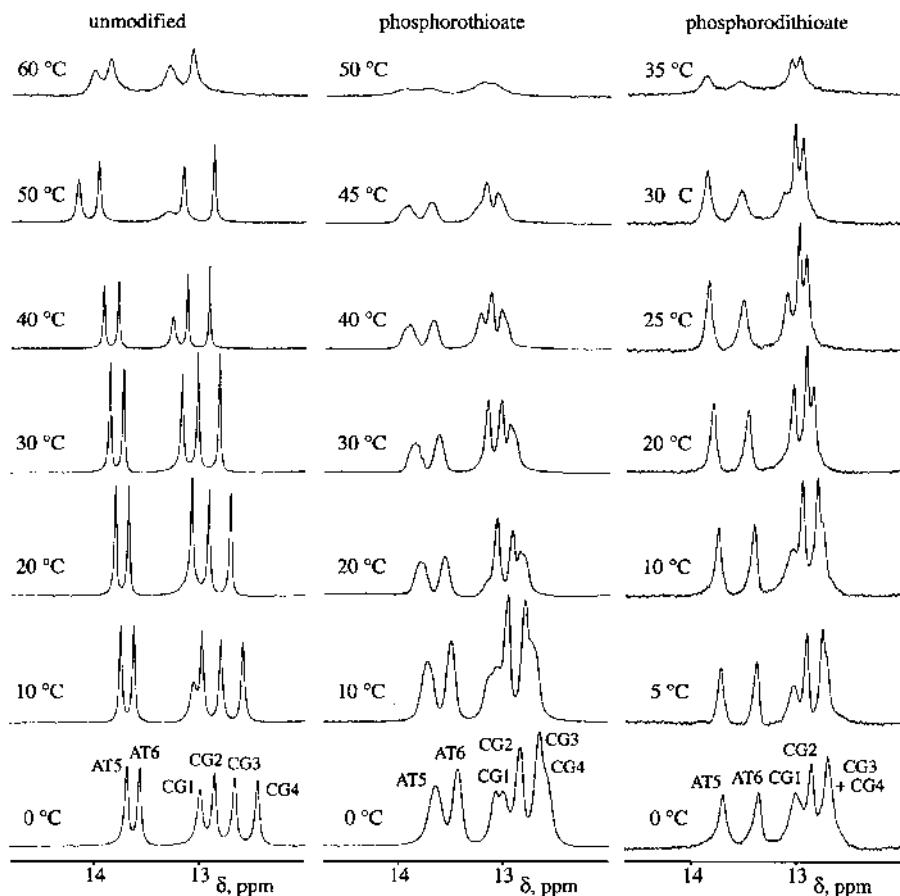 unmodified
phosphorothioate
phosphorodithioate
60 °C
50 °C
35 °C
50 °C
45 °C
30 C
40 °C
40 °C
25 °C
30 °C
30 °C
20 °C
20 °C
20 °C
10 °C
10 °C
10 °C
5 °C
AT5
AT6
CG1
CG2
CG3
CG4
0 °C
AT5
AT6
CG2
CG1
CG3
CG4
0 °C
AT5
AT6
CG1
CG2
CG3
+ CG4
0 °C
14 13
δ, ppm
14 13
δ, ppm
14 13
δ, ppm